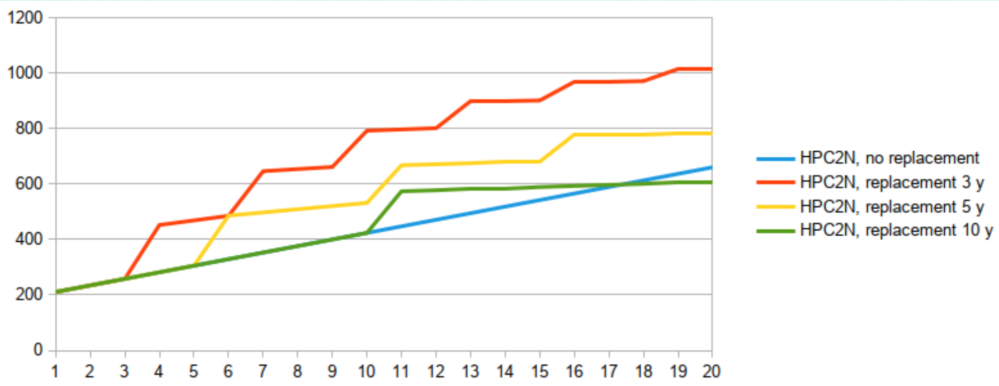 1200
1000
800
600
400
200
0
1 2 3 4 5 6 7 8 9 10 11 12 13 14 15 16 17 18 19 20
HPC2N, no replacement
HPC2N, replacement 3 y
HPC2N, replacement 5 y
HPC2N, replacement 10 y